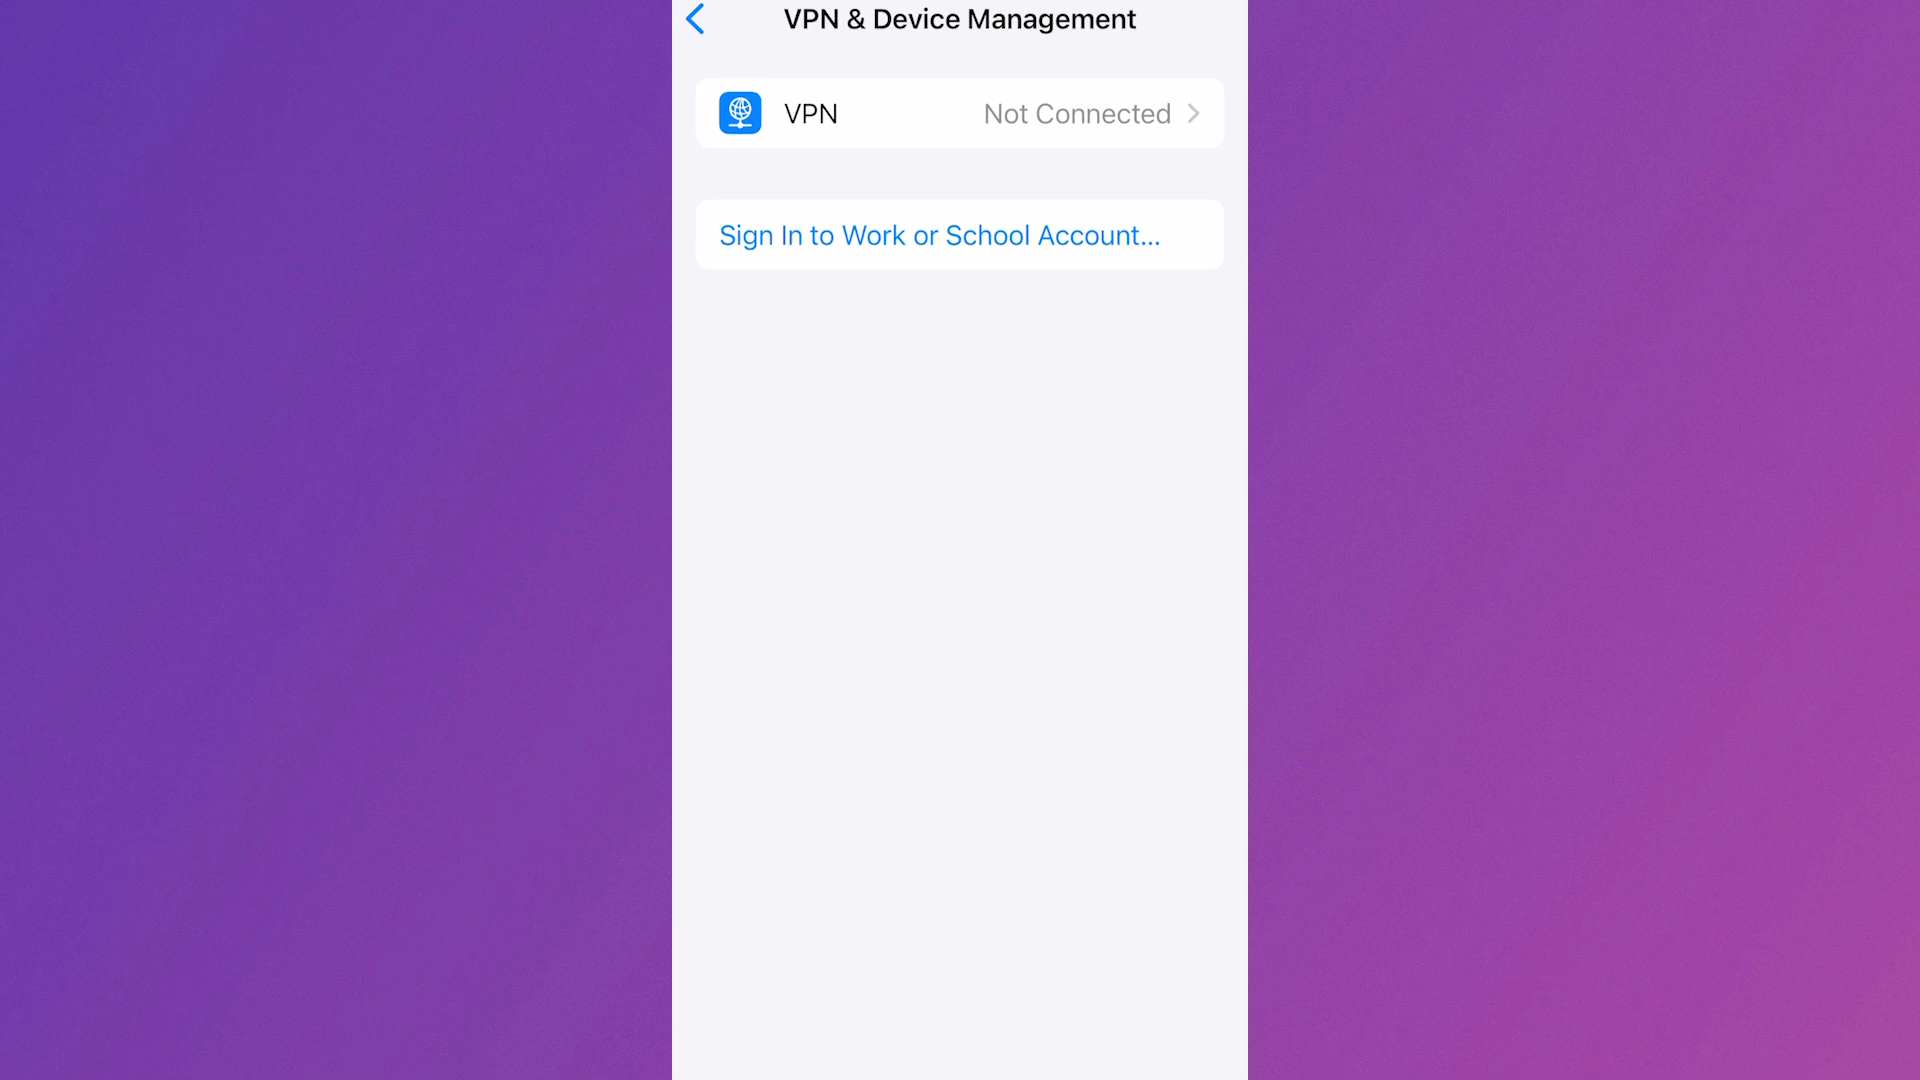 VPN & Device Management
VPN Not Connected
Sign In to Work or School Account...